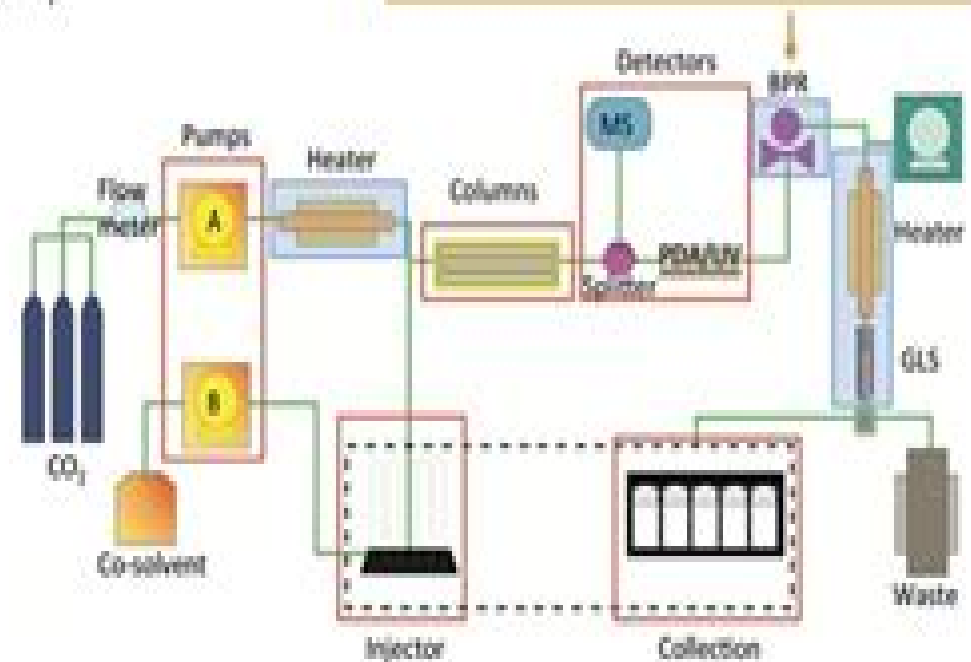 Detectors
BPR
MS
Pumps
Heater
Columns
Flow
meter
A
PDA/UV
Splitter
Heater
GLS
B
CO₂
Co-solvent
Injector
Collection
Waste